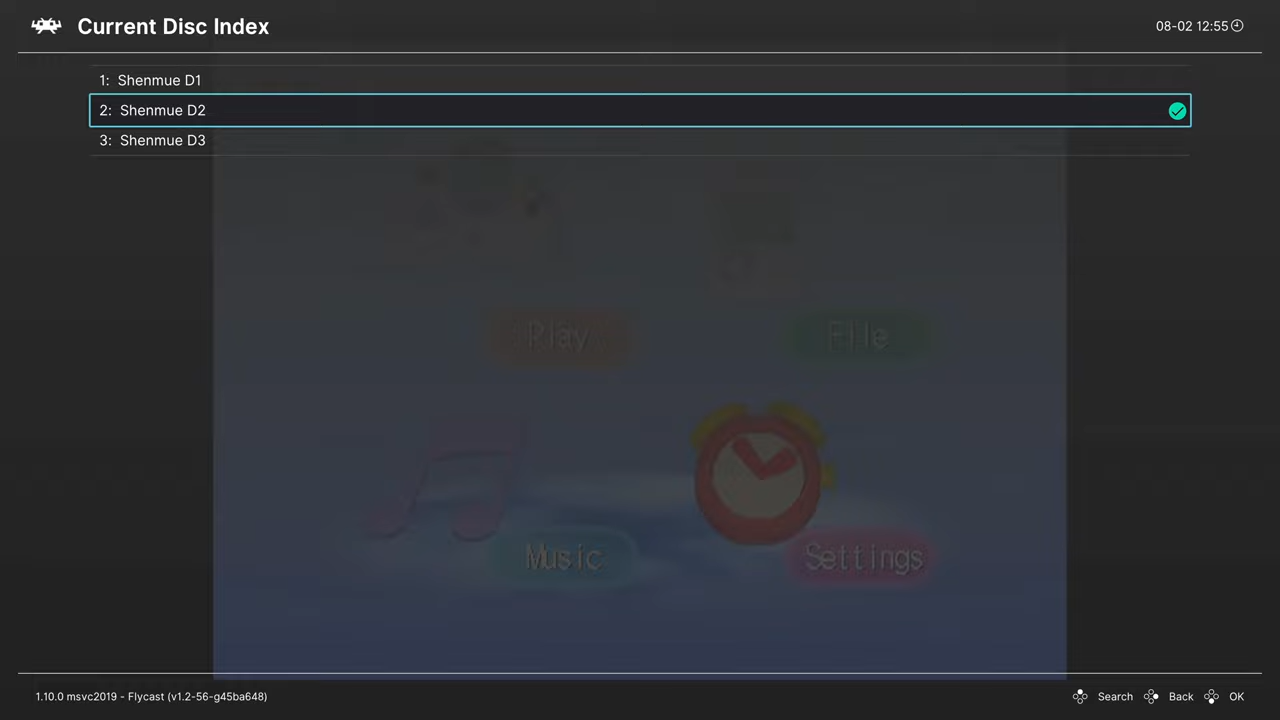 Current Disc Index
08-02 12:55
1: Shenmue D1
2: Shenmue D2
3: Shenmue D3
Play
File
Music
Settings
1.10.0 msvc2019 - Flycast (v1.2-56-g45ba648)
Search
Back
OK